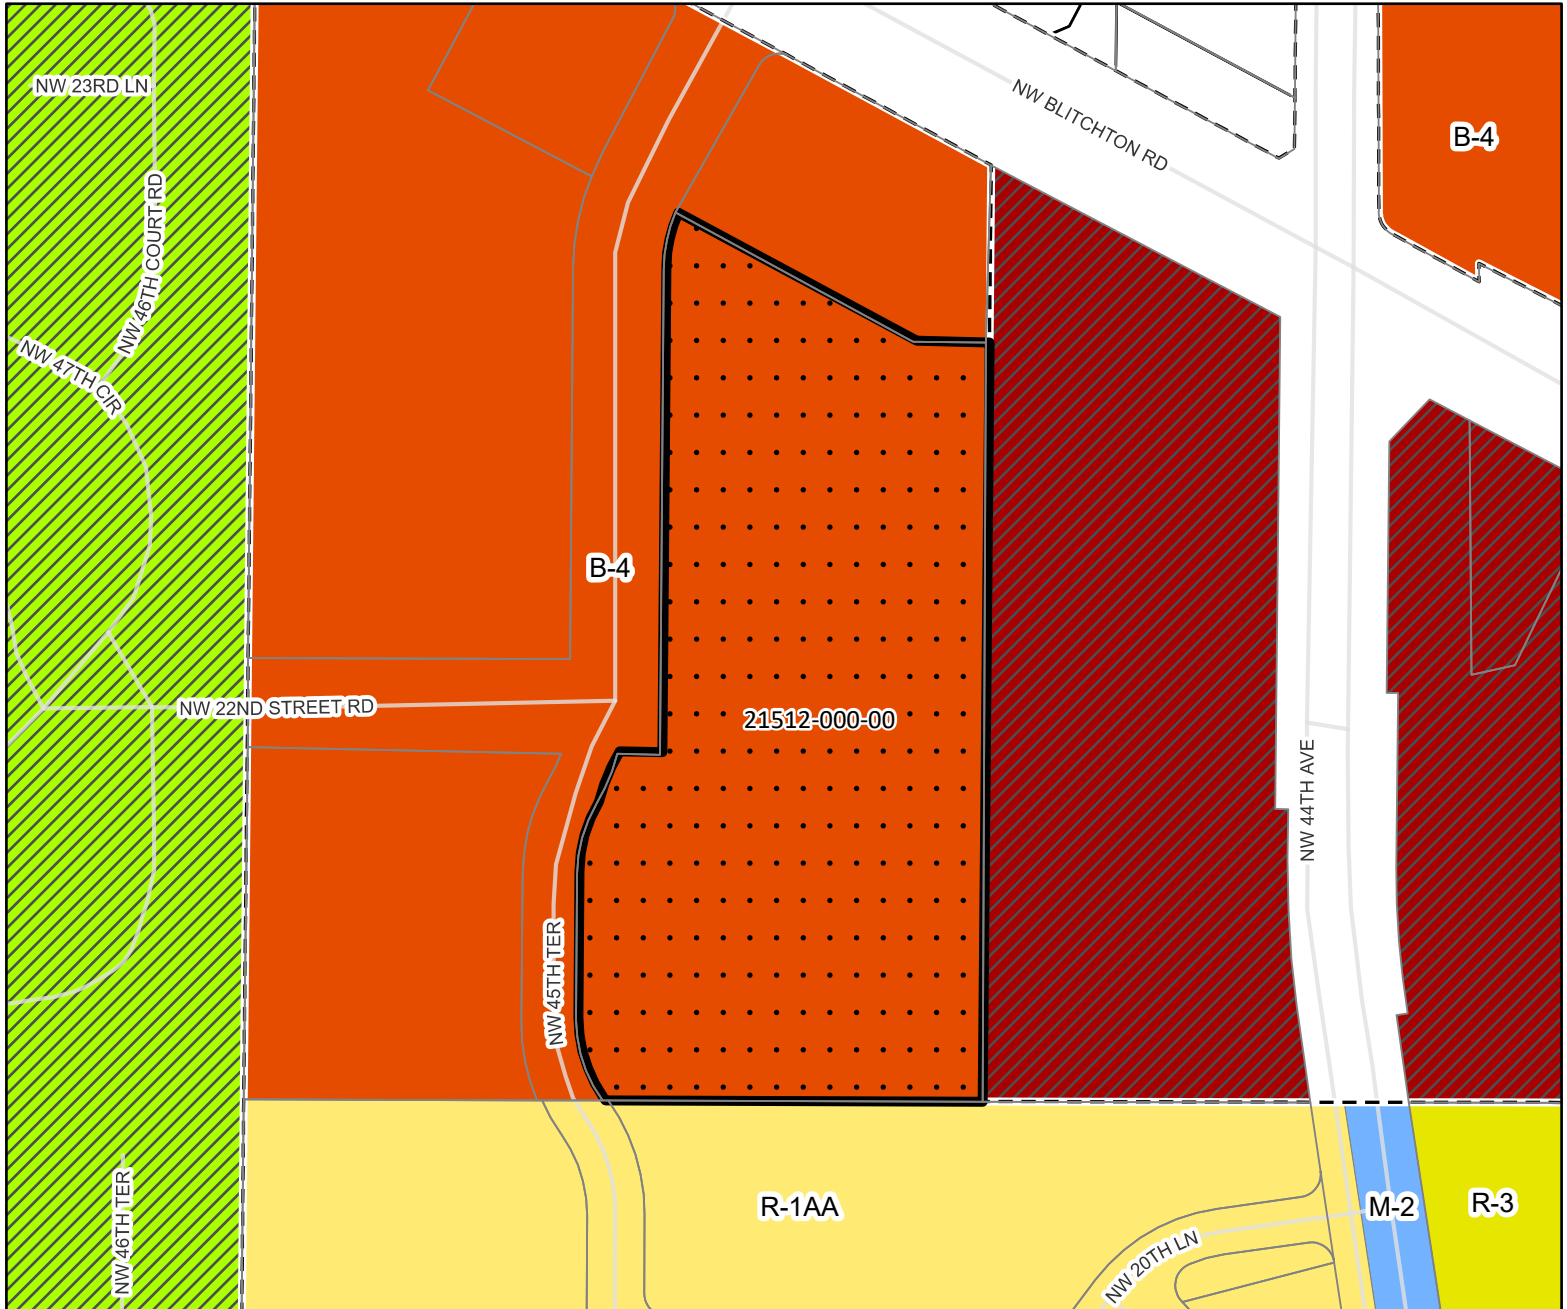 NW 23RD LN
NW BLITCHTON RD
B-4
NW 46TH COURT RD
NW 47TH CIR
B-4
NW 22ND STREET RD
21512-000-00
NW 44TH AVE
NW 45TH TER
NW 46TH TER
R-1AA
M-2
R-3
NW 20TH LN